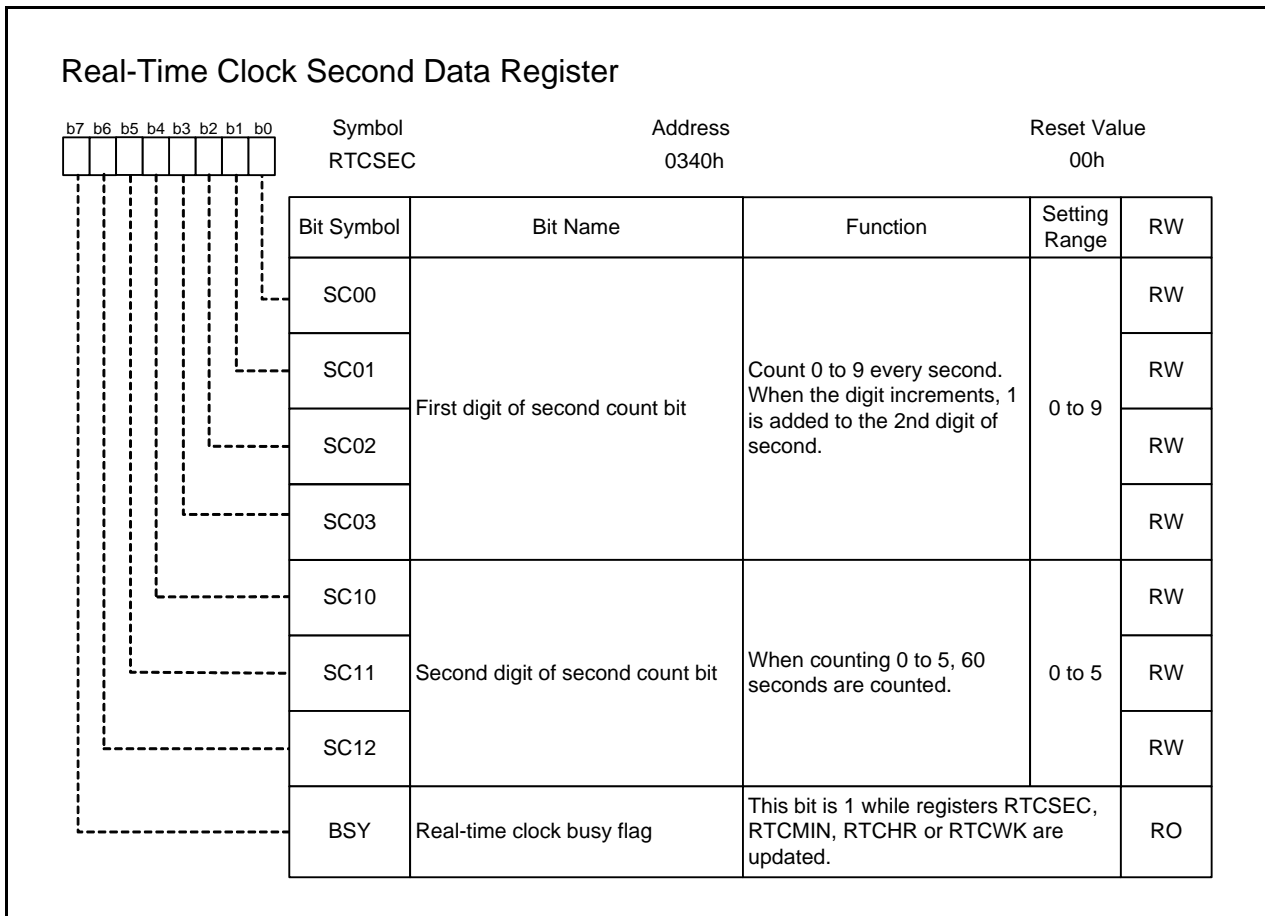 Real-Time Clock Second Data Register
b7 b6 b5 b4 b3 b2 b1 b0
Symbol Address Reset Value
RTCSEC 0340h 00h
Bit Symbol Bit Name Function Setting Range RW
SC00 RW
SC01 RW
SC02 RW
SC03 RW
First digit of second count bit
Count 0 to 9 every second.
When the digit increments, 1
is added to the 2nd digit of
second.
0 to 9
SC10 RW
SC11 RW
SC12 RW
Second digit of second count bit
When counting 0 to 5, 60
seconds are counted.
0 to 5
BSY Real-time clock busy flag
This bit is 1 while registers RTCSEC,
RTCMIN, RTCHR or RTCWK are
updated.
RO